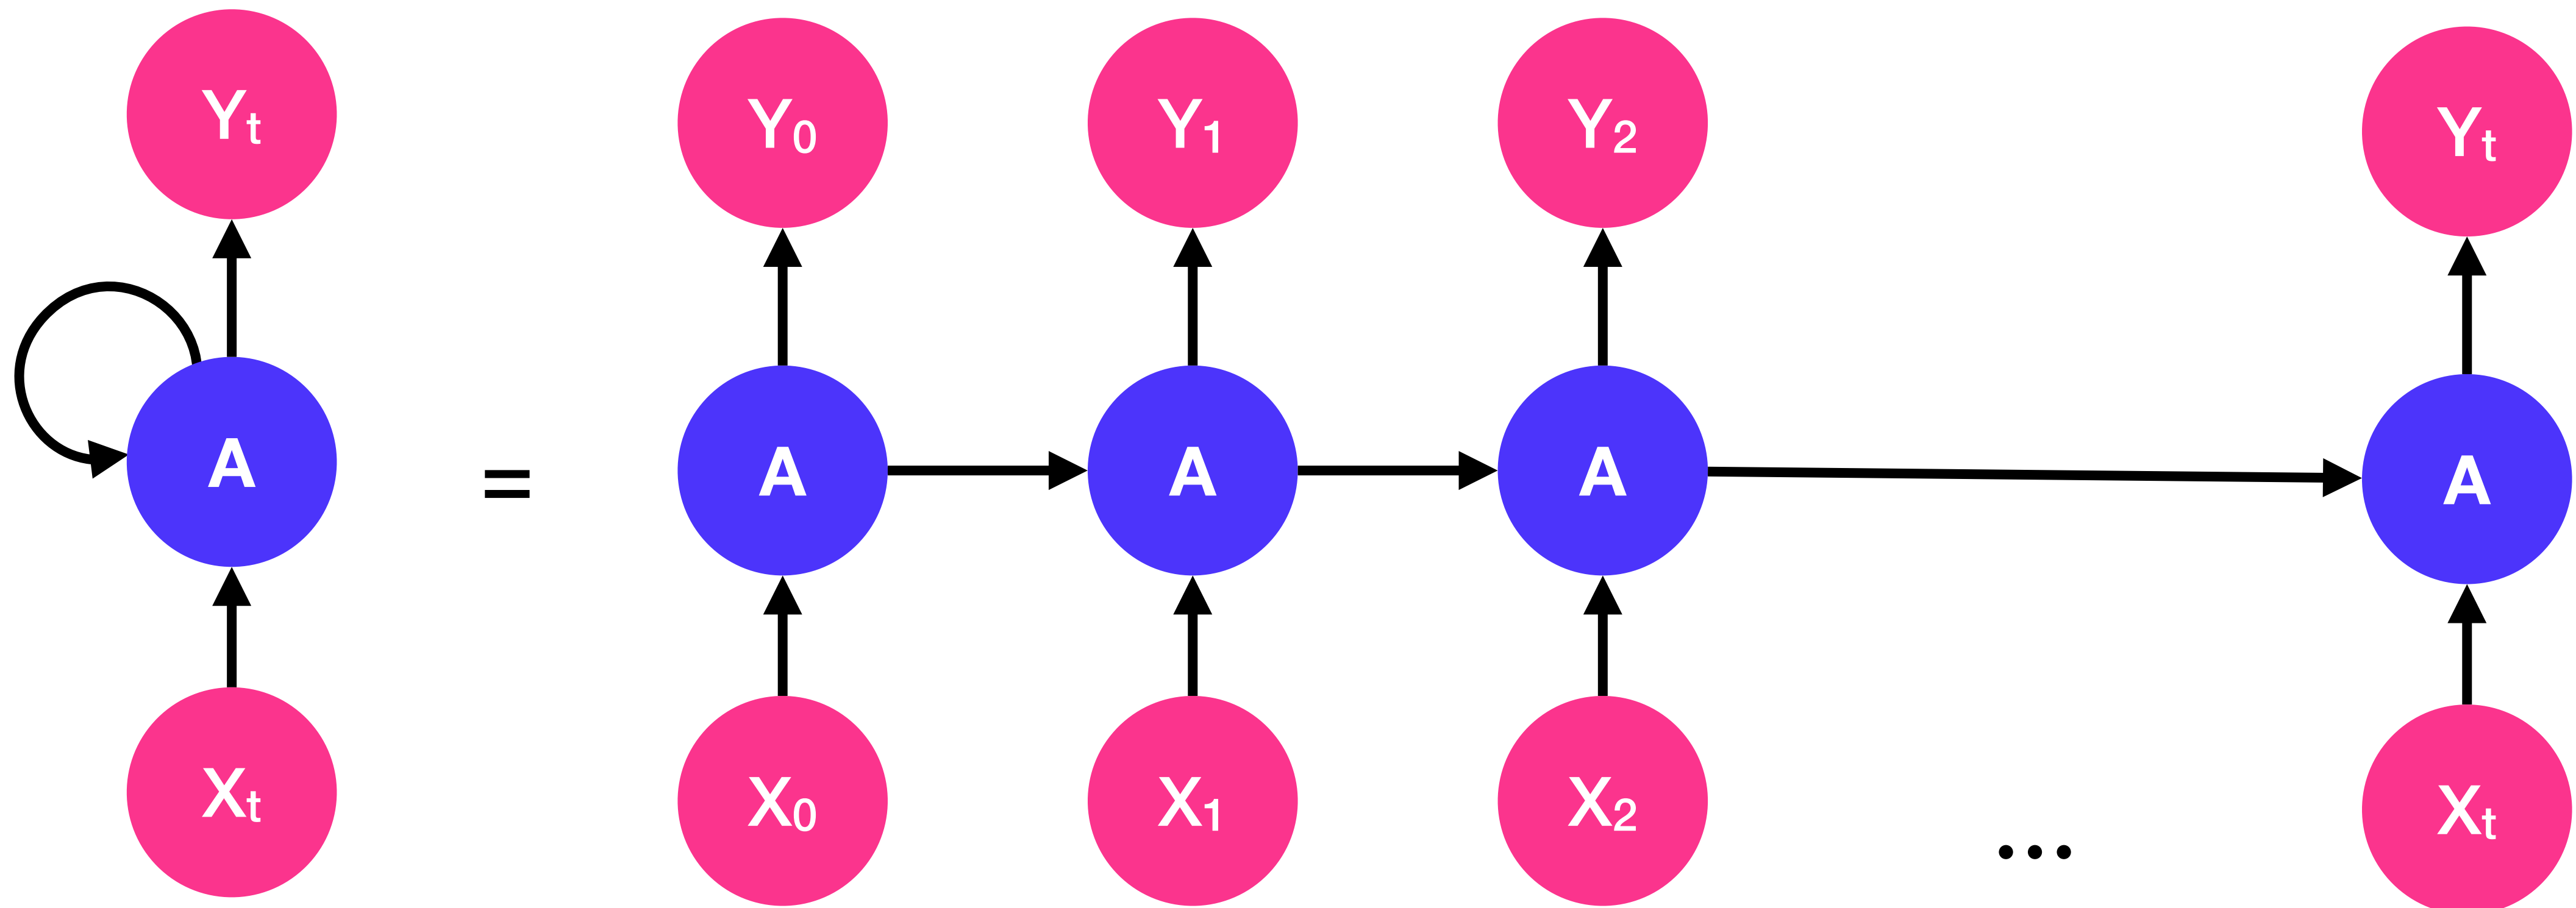 Yt Y0 Y1 Y2 Yt
A = A A A A
Xt X0 X1 X2 ... Xt